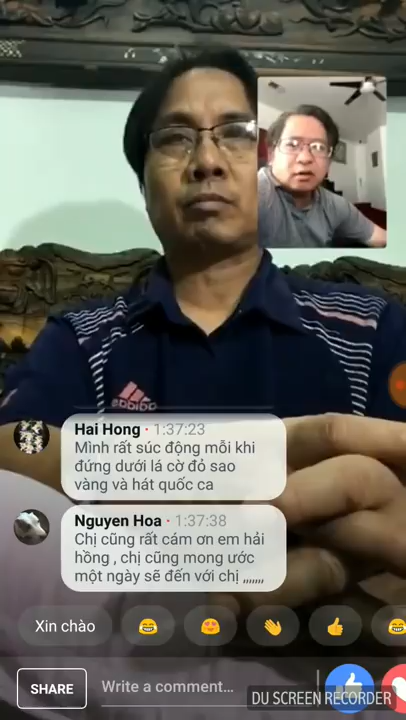 adidas
Hai Hong · 1:37:23
Mình rất súc động mỗi khi
đứng dưới lá cờ đỏ sao
vàng và hát quốc ca
Nguyen Hoa · 1:37:38
Chị cũng rất cám ơn em hải
hồng , chị cũng mong ước
một ngày sẽ đến với chị ,,,,,,,
Xin chào
SHARE
Write a comment...
DU SCREEN RECORDER